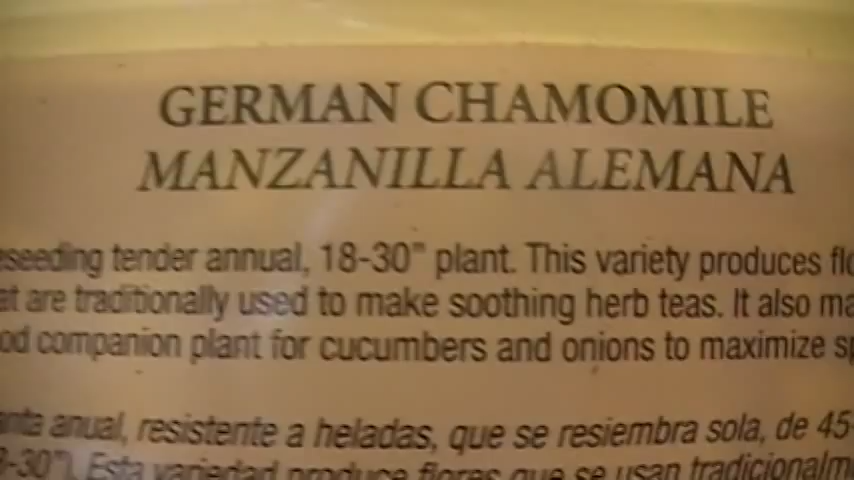 GERMAN CHAMOMILE
MANZANILLA ALEMANA
eseeding tender annual, 18-30" plant. This variety produces flo
at are traditionally used to make soothing herb teas. It also ma
od companion plant for cucumbers and onions to maximize sp
anta anual, resistente a heladas, que se resiembra sola, de 45-
8-30"). Esta variedad produce flores que se usan tradicionalm